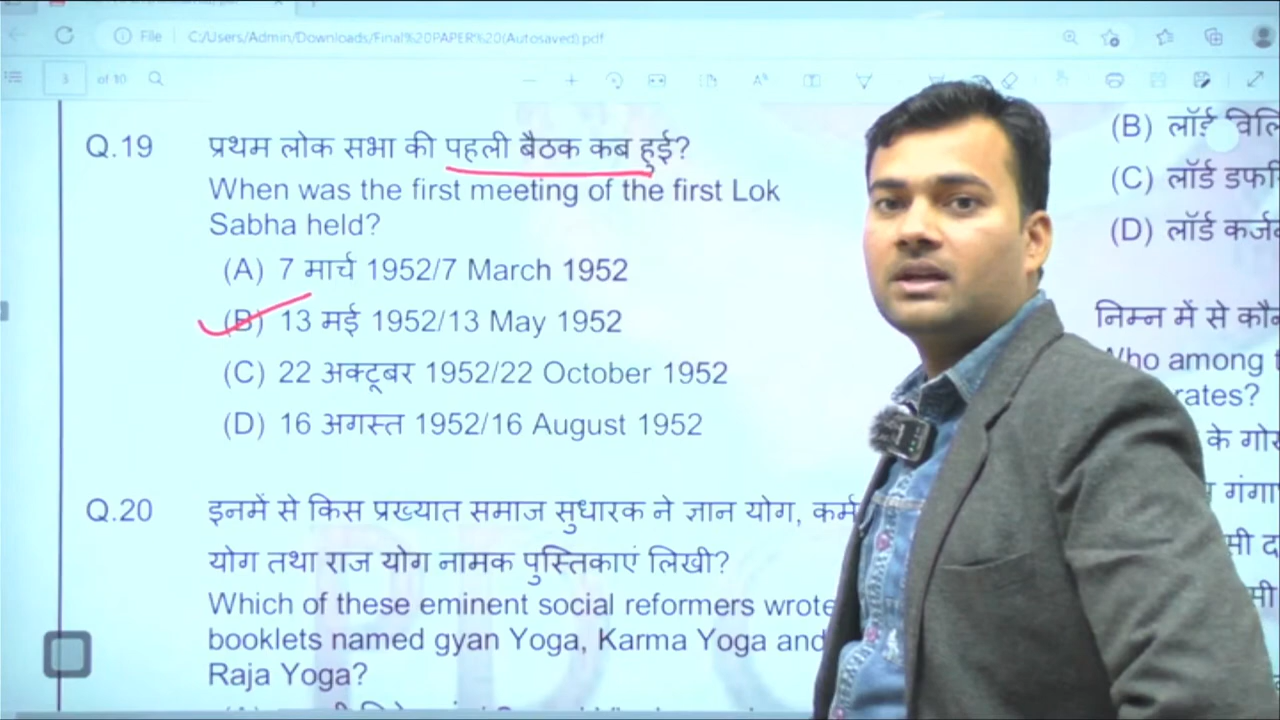 File
C:/Users/Admin/Downloads/Final%20PAPER%20(Autosaved).pdf
3 of 10
Q.19 प्रथम लोक सभा की पहली बैठक कब हुई?
When was the first meeting of the first Lok
Sabha held?
(A) 7 मार्च 1952/7 March 1952
(B) 13 मई 1952/13 May 1952
(C) 22 अक्टूबर 1952/22 October 1952
(D) 16 अगस्त 1952/16 August 1952
Q.20 इनमें से किस प्रख्यात समाज सुधारक ने ज्ञान योग, कर्म
योग तथा राज योग नामक पुस्तिकाएं लिखी?
Which of these eminent social reformers wrote
booklets named gyan Yoga, Karma Yoga and
Raja Yoga?
(B) लॉर्ड
(C) लॉर्ड
(D) लॉर्ड
निम्न में से
Who among
के